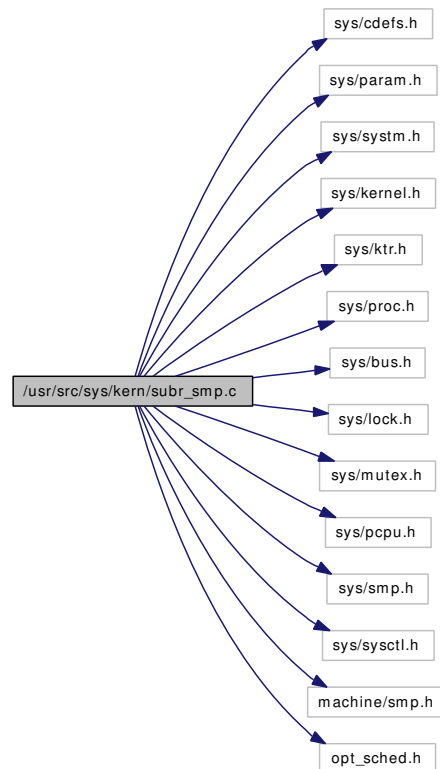 sys/cdefs.h
sys/param.h
sys/systm.h
sys/kernel.h
sys/ktr.h
sys/proc.h
sys/bus.h
/usr/src/sys/kern/subr_smp.c
sys/lock.h
sys/mutex.h
sys/pcpu.h
sys/smp.h
sys/sysctl.h
machine/smp.h
opt_sched.h